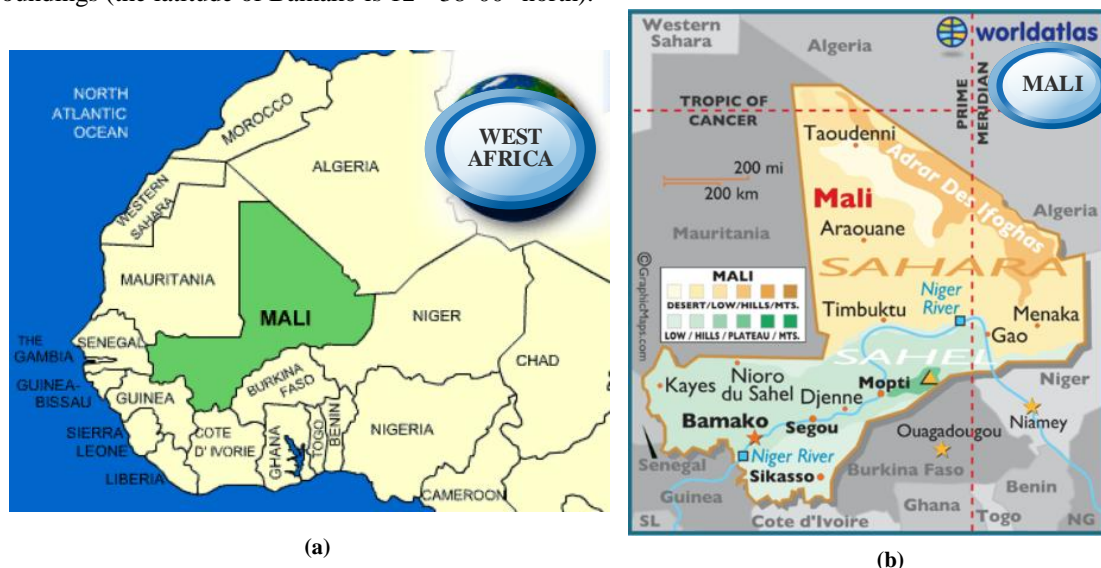 oundings (the latitude of Bamako is 12° 38' 60" north).
NORTH
ATLANTIC
OCEAN
MOROCCO
ALGERIA
WEST
AFRICA
WESTERN
SAHARA
MAURITANIA
MALI
NIGER
CHAD
THE
GAMBIA
SENEGAL
GUINEA-
BISSAU
GUINEA
BURKINA
FASO
SIERRA
LEONE
COTE
D' IVORIE
GHANA
TOGO
BENIN
NIGERIA
LIBERIA
CAMEROON
(a)
Western
Sahara
Algeria
worldatlas
MALI
TROPIC OF
CANCER
PRIME
MERIDIAN
Taoudenni
200 mi
200 km
Adrar Des Ifoghas
Mali
Algeria
Mauritania
Araouane
SAHARA
©GraphicMaps.com
MALI
DESERT/LOW/HILLS/MTS.
LOW / HILLS / PLATEAU / MTS.
Timbuktu
Niger
River
Menaka
Gao
SAHEL
Kayes
Nioro
du Sahel
Djenne
Mopti
Niger
Bamako
Segou
Niamey
Ouagadougou
Senegal
Niger River
Burkina Faso
Sikasso
Guinea
Benin
Ghana
Togo
SL
Cote d'Ivoire
NG
(b)